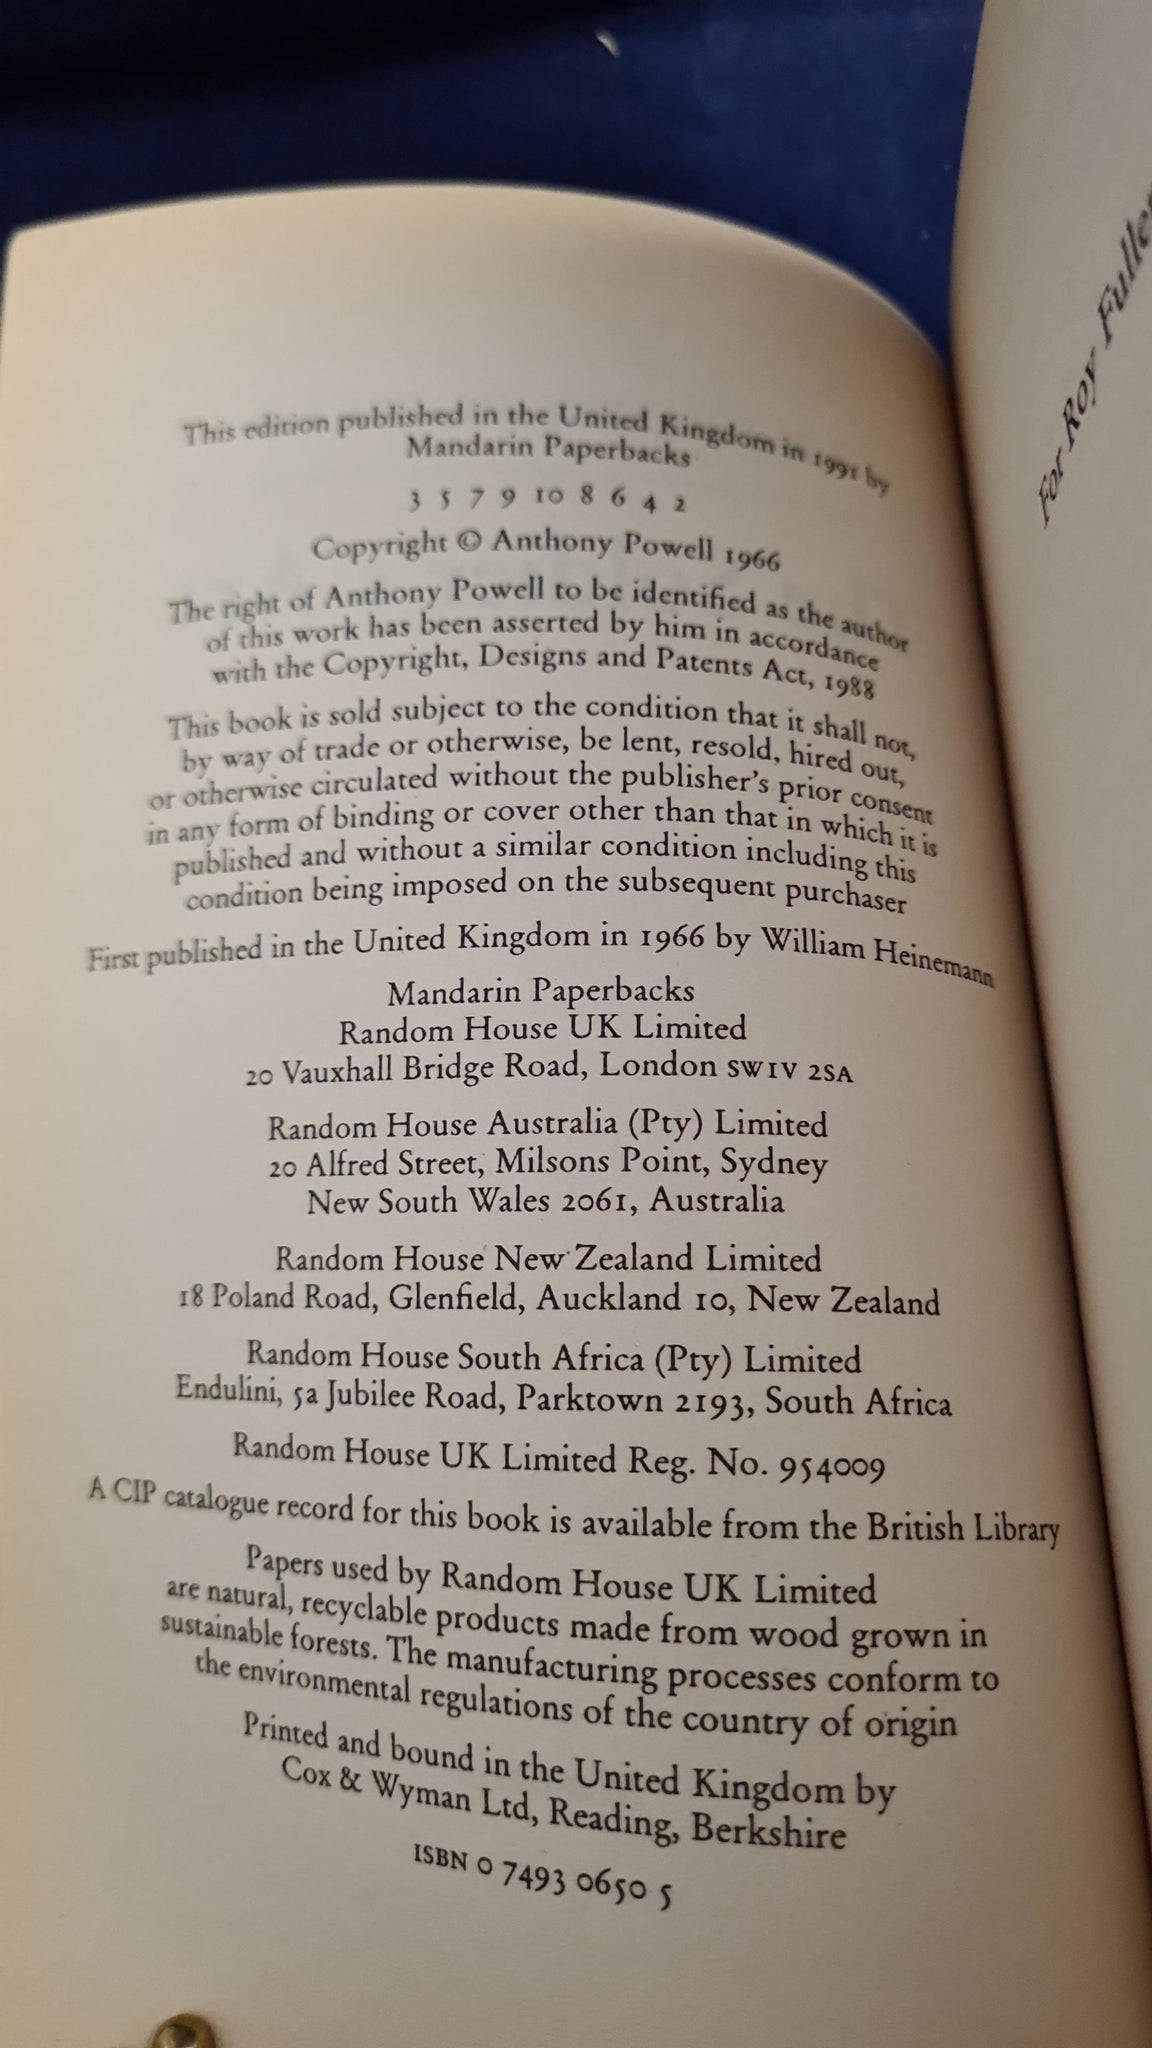 This edition published in the United Kingdom in 1991 by
Mandarin Paperbacks
3 5 7 9 10 8 6 4 2
Copyright © Anthony Powell 1966
The right of Anthony Powell to be identified as the author
of this work has been asserted by him in accordance
with the Copyright, Designs and Patents Act, 1988
This book is sold subject to the condition that it shall not,
by way of trade or otherwise, be lent, resold, hired out,
or otherwise circulated without the publisher's prior consent
in any form of binding or cover other than that in which it is
published and without a similar condition including this
condition being imposed on the subsequent purchaser
First published in the United Kingdom in 1966 by William Heinemann
Mandarin Paperbacks
Random House UK Limited
20 Vauxhall Bridge Road, London SW1V 2SA
Random House Australia (Pty) Limited
20 Alfred Street, Milsons Point, Sydney
New South Wales 2061, Australia
Random House New Zealand Limited
18 Poland Road, Glenfield, Auckland 10, New Zealand
Random House South Africa (Pty) Limited
Endulini, 5a Jubilee Road, Parktown 2193, South Africa
Random House UK Limited Reg. No. 954009
A CIP catalogue record for this book is available from the British Library
Papers used by Random House UK Limited
are natural, recyclable products made from wood grown in
sustainable forests. The manufacturing processes conform to
the environmental regulations of the country of origin
Printed and bound in the United Kingdom by
Cox & Wyman Ltd, Reading, Berkshire
ISBN 0 7493 0650 5
For Roy